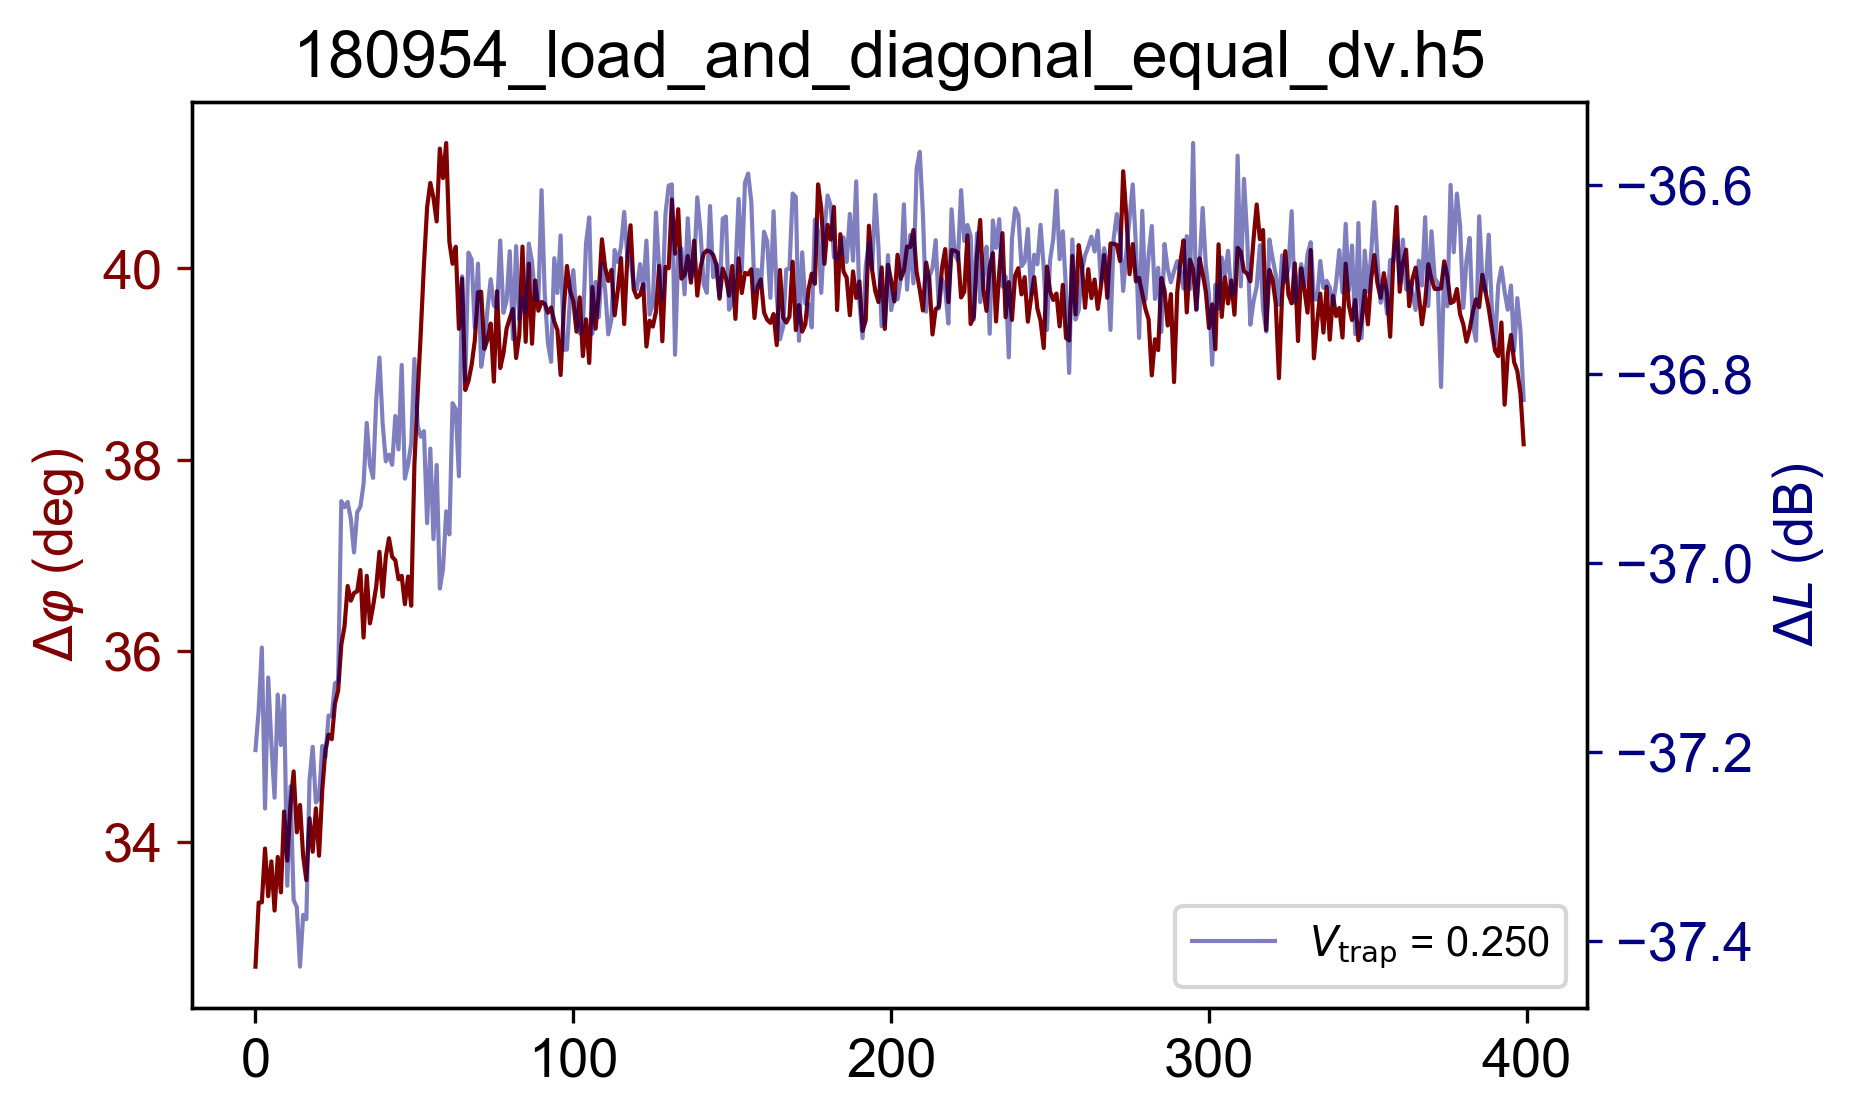 180954_load_and_diagonal_equal_dv.h5
Δφ (deg)
40
38
36
34
−36.6
−36.8
−37.0
−37.2
−37.4
ΔL (dB)
V_trap = 0.250
0 100 200 300 400